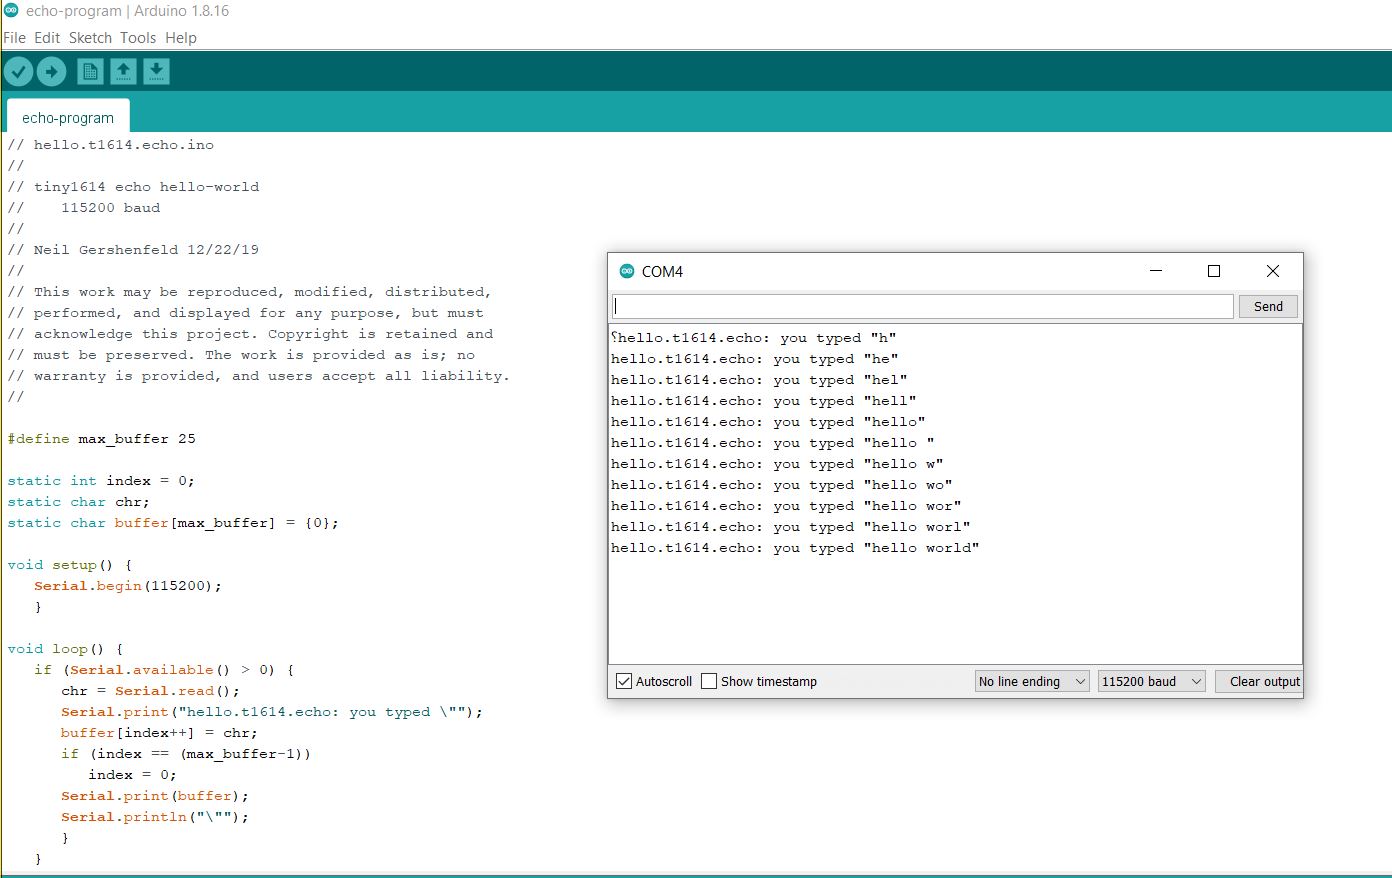 echo-program | Arduino 1.8.16
File Edit Sketch Tools Help
echo-program
// hello.t1614.echo.ino
//
// tiny1614 echo hello-world
//    115200 baud
//
// Neil Gershenfeld 12/22/19
//
// This work may be reproduced, modified, distributed,
// performed, and displayed for any purpose, but must
// acknowledge this project. Copyright is retained and
// must be preserved. The work is provided as is; no
// warranty is provided, and users accept all liability.
//
#define max_buffer 25
static int index = 0;
static char chr;
static char buffer[max_buffer] = {0};
void setup() {
   Serial.begin(115200);
   }
void loop() {
   if (Serial.available() > 0) {
      chr = Serial.read();
      Serial.print("hello.t1614.echo: you typed \"");
      buffer[index++] = chr;
      if (index == (max_buffer-1))
         index = 0;
      Serial.print(buffer);
      Serial.println("\"");
      }
   }
COM4
Send
⸮hello.t1614.echo: you typed "h"
hello.t1614.echo: you typed "he"
hello.t1614.echo: you typed "hel"
hello.t1614.echo: you typed "hell"
hello.t1614.echo: you typed "hello"
hello.t1614.echo: you typed "hello "
hello.t1614.echo: you typed "hello w"
hello.t1614.echo: you typed "hello wo"
hello.t1614.echo: you typed "hello wor"
hello.t1614.echo: you typed "hello worl"
hello.t1614.echo: you typed "hello world"
Autoscroll Show timestamp No line ending 115200 baud Clear output